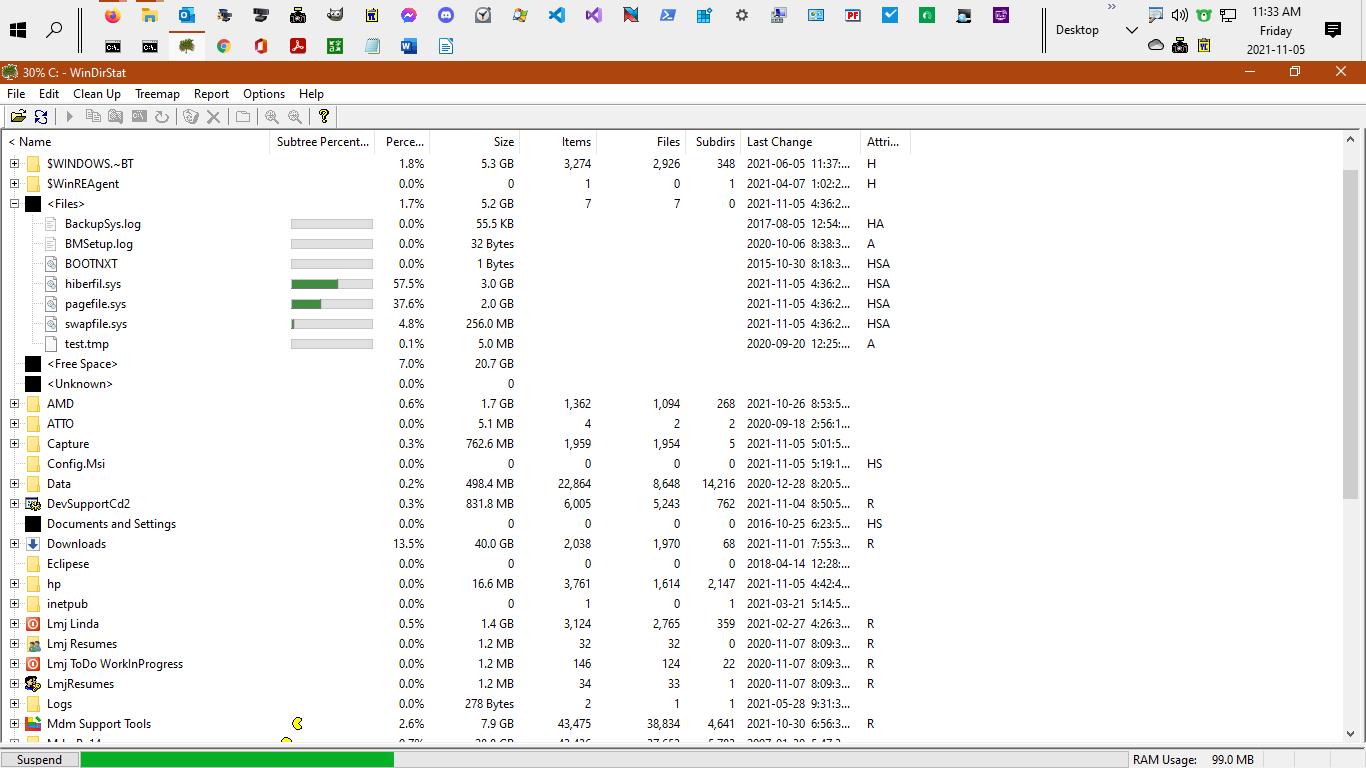 11:33 AM
Desktop
Friday
2021-11-05
30% C: - WinDirStat
File Edit Clean Up Treemap Report Options Help
< Name Subtree Percent... Perce... Size Items Files Subdirs Last Change Attri...
$WINDOWS.~BT 1.8% 5.3 GB 3,274 2,926 348 2021-06-05 11:37:... H
$WinREAgent 0.0% 0 1 0 1 2021-04-07 1:02:2... H
<Files> 1.7% 5.2 GB 7 7 0 2021-11-05 4:36:2...
BackupSys.log 0.0% 55.5 KB 2017-08-05 12:54:... HA
BMSetup.log 0.0% 32 Bytes 2020-10-06 8:38:3... A
BOOTNXT 0.0% 1 Bytes 2015-10-30 8:18:3... HSA
hiberfil.sys 57.5% 3.0 GB 2021-11-05 4:36:2... HSA
pagefile.sys 37.6% 2.0 GB 2021-11-05 4:36:2... HSA
swapfile.sys 4.8% 256.0 MB 2021-11-05 4:36:2... HSA
test.tmp 0.1% 5.0 MB 2020-09-20 12:25:... A
<Free Space> 7.0% 20.7 GB
<Unknown> 0.0% 0
AMD 0.6% 1.7 GB 1,362 1,094 268 2021-10-26 8:53:5...
ATTO 0.0% 5.1 MB 4 2 2 2020-09-18 2:56:1...
Capture 0.3% 762.6 MB 1,959 1,954 5 2021-11-05 5:01:5...
Config.Msi 0.0% 0 0 0 0 2021-11-05 5:19:1... HS
Data 0.2% 498.4 MB 22,864 8,648 14,216 2020-12-28 8:20:5...
DevSupportCd2 0.3% 831.8 MB 6,005 5,243 762 2021-11-04 8:50:5... R
Documents and Settings 0.0% 0 0 0 0 2016-10-25 6:23:5... HS
Downloads 13.5% 40.0 GB 2,038 1,970 68 2021-11-01 7:55:3... R
Eclipese 0.0% 0 0 0 0 2018-04-14 12:28:...
hp 0.0% 16.6 MB 3,761 1,614 2,147 2021-11-05 4:42:4...
inetpub 0.0% 0 1 0 1 2021-03-21 5:14:5...
Lmj Linda 0.5% 1.4 GB 3,124 2,765 359 2021-02-27 4:26:3... R
Lmj Resumes 0.0% 1.2 MB 32 32 0 2020-11-07 8:09:3... R
Lmj ToDo WorkInProgress 0.0% 1.2 MB 146 124 22 2020-11-07 8:09:3... R
LmjResumes 0.0% 1.2 MB 34 33 1 2020-11-07 8:09:3... R
Logs 0.0% 278 Bytes 2 1 1 2021-05-28 9:31:3...
Mdm Support Tools 2.6% 7.9 GB 43,475 38,834 4,641 2021-10-30 6:56:3... R
Suspend RAM Usage: 99.0 MB